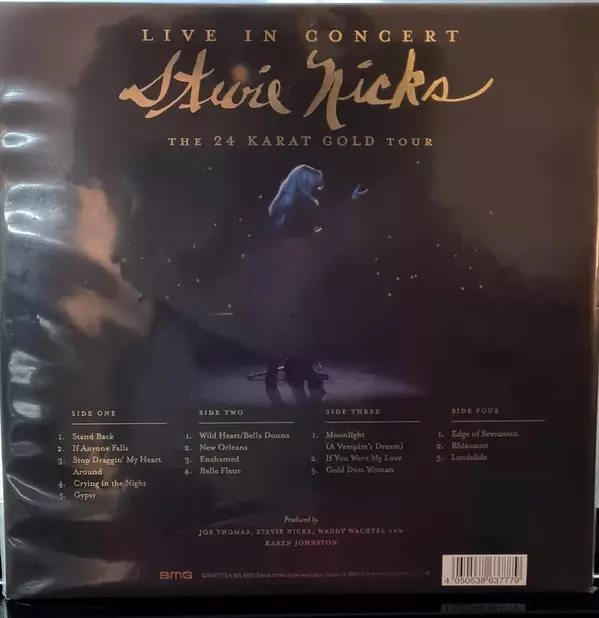 LIVE IN CONCERT
Stevie Nicks
THE 24 KARAT GOLD TOUR
SIDE ONE
1. Stand Back
2. If Anyone Falls
3. Stop Draggin' My Heart
Around
4. Crying in the Night
5. Gypsy
SIDE TWO
1. Wild Heart/Bella Donna
2. New Orleans
3. Enchanted
4. Belle Fleur
SIDE THREE
1. Moonlight
(A Vampire's Dream)
2. If You Were My Love
3. Gold Dust Woman
SIDE FOUR
1. Edge of Seventeen
2. Rhiannon
3. Landslide
Produced by
JOE THOMAS, STEVIE NICKS, WADDY WACHTEL AND
KAREN JOHNSTON
BMG
4 050538 637779